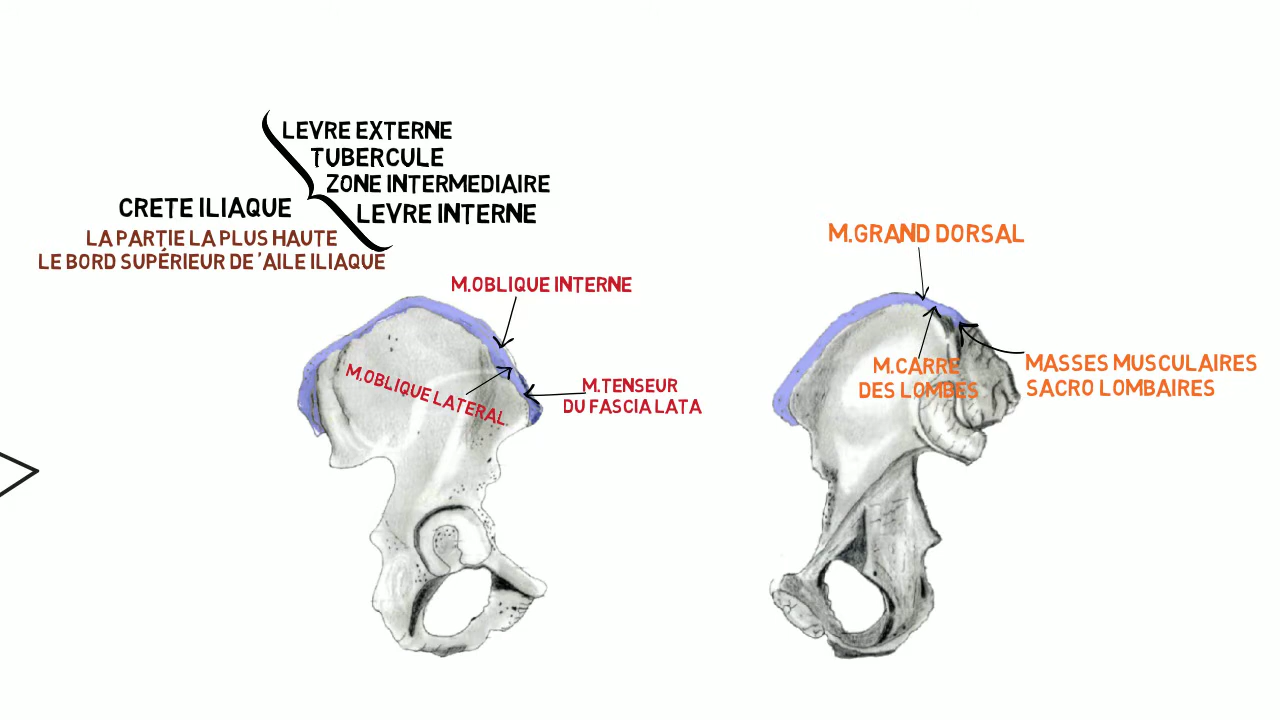 LEVRE EXTERNE
TUBERCULE
ZONE INTERMEDIAIRE
LEVRE INTERNE
CRETE ILIAQUE
LA PARTIE LA PLUS HAUTE
LE BORD SUPÉRIEUR DE 'AILE ILIAQUE
M.OBLIQUE INTERNE
M.OBLIQUE LATERAL
M.TENSEUR
DU FASCIA LATA
M.GRAND DORSAL
M.CARRE
DES LOMBES
MASSES MUSCULAIRES
SACRO LOMBAIRES